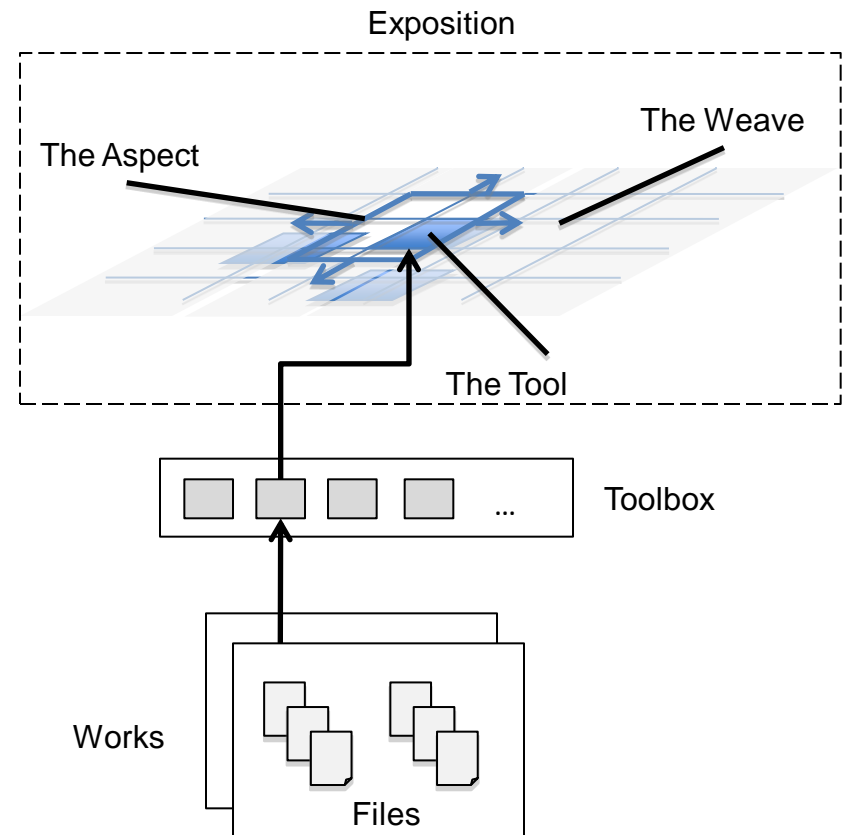 Exposition
The Weave
The Aspect
The Tool
...
Toolbox
Works
Files